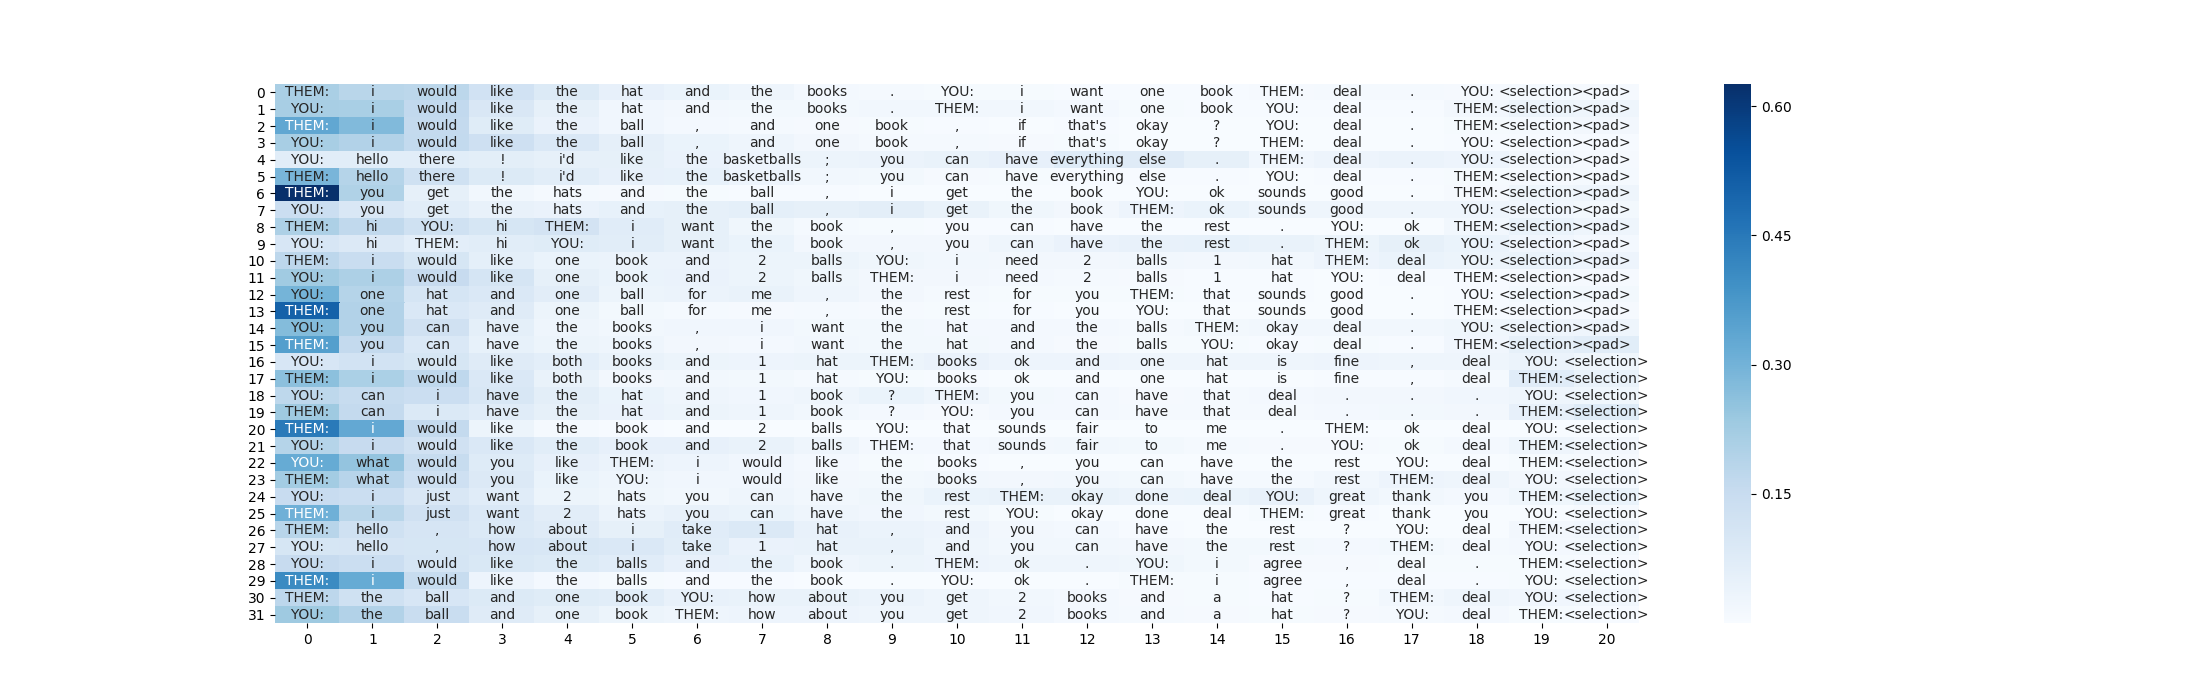 0 THEM: i would like the hat and the books . YOU: i want one book THEM: deal . YOU: <selection> <pad>
1 YOU: i would like the hat and the books . THEM: i want one book YOU: deal . THEM: <selection> <pad>
2 THEM: i would like the ball , and one book , if that's okay ? YOU: deal . THEM: <selection> <pad>
3 YOU: i would like the ball , and one book , if that's okay ? THEM: deal . YOU: <selection> <pad>
4 YOU: hello there ! i'd like the basketballs ; you can have everything else . THEM: deal . YOU: <selection> <pad>
5 THEM: hello there ! i'd like the basketballs ; you can have everything else . YOU: deal . THEM: <selection> <pad>
6 THEM: you get the hats and the ball , i get the book YOU: ok sounds good . THEM: <selection> <pad>
7 YOU: you get the hats and the ball , i get the book THEM: ok sounds good . YOU: <selection> <pad>
8 THEM: hi YOU: hi THEM: i want the book , you can have the rest . YOU: ok THEM: <selection> <pad>
9 YOU: hi THEM: hi YOU: i want the book , you can have the rest . THEM: ok YOU: <selection> <pad>
10 THEM: i would like one book and 2 balls YOU: i need 2 balls 1 hat THEM: deal YOU: <selection> <pad>
11 YOU: i would like one book and 2 balls THEM: i need 2 balls 1 hat YOU: deal THEM: <selection> <pad>
12 YOU: one hat and one ball for me , the rest for you THEM: that sounds good . YOU: <selection> <pad>
13 THEM: one hat and one ball for me , the rest for you YOU: that sounds good . THEM: <selection> <pad>
14 YOU: you can have the books , i want the hat and the balls THEM: okay deal . YOU: <selection> <pad>
15 THEM: you can have the books , i want the hat and the balls YOU: okay deal . THEM: <selection> <pad>
16 YOU: i would like both books and 1 hat THEM: books ok and one hat is fine , deal YOU: <selection>
17 THEM: i would like both books and 1 hat YOU: books ok and one hat is fine , deal THEM: <selection>
18 YOU: can i have the hat and 1 book ? THEM: you can have that deal . . . YOU: <selection>
19 THEM: can i have the hat and 1 book ? YOU: you can have that deal . . . THEM: <selection>
20 THEM: i would like the book and 2 balls YOU: that sounds fair to me . THEM: ok deal YOU: <selection>
21 YOU: i would like the book and 2 balls THEM: that sounds fair to me . YOU: ok deal THEM: <selection>
22 YOU: what would you like THEM: i would like the books , you can have the rest YOU: deal THEM: <selection>
23 THEM: what would you like YOU: i would like the books , you can have the rest THEM: deal YOU: <selection>
24 YOU: i just want 2 hats you can have the rest THEM: okay done deal YOU: great thank you THEM: <selection>
25 THEM: i just want 2 hats you can have the rest YOU: okay done deal THEM: great thank you YOU: <selection>
26 THEM: hello , how about i take 1 hat , and you can have the rest ? YOU: deal THEM: <selection>
27 YOU: hello , how about i take 1 hat , and you can have the rest ? THEM: deal YOU: <selection>
28 YOU: i would like the balls and the book . THEM: ok . YOU: i agree , deal . THEM: <selection>
29 THEM: i would like the balls and the book . YOU: ok . THEM: i agree , deal . YOU: <selection>
30 THEM: the ball and one book YOU: how about you get 2 books and a hat ? THEM: deal YOU: <selection>
31 YOU: the ball and one book THEM: how about you get 2 books and a hat ? YOU: deal THEM: <selection>
0 1 2 3 4 5 6 7 8 9 10 11 12 13 14 15 16 17 18 19 20
0.60
0.45
0.30
0.15